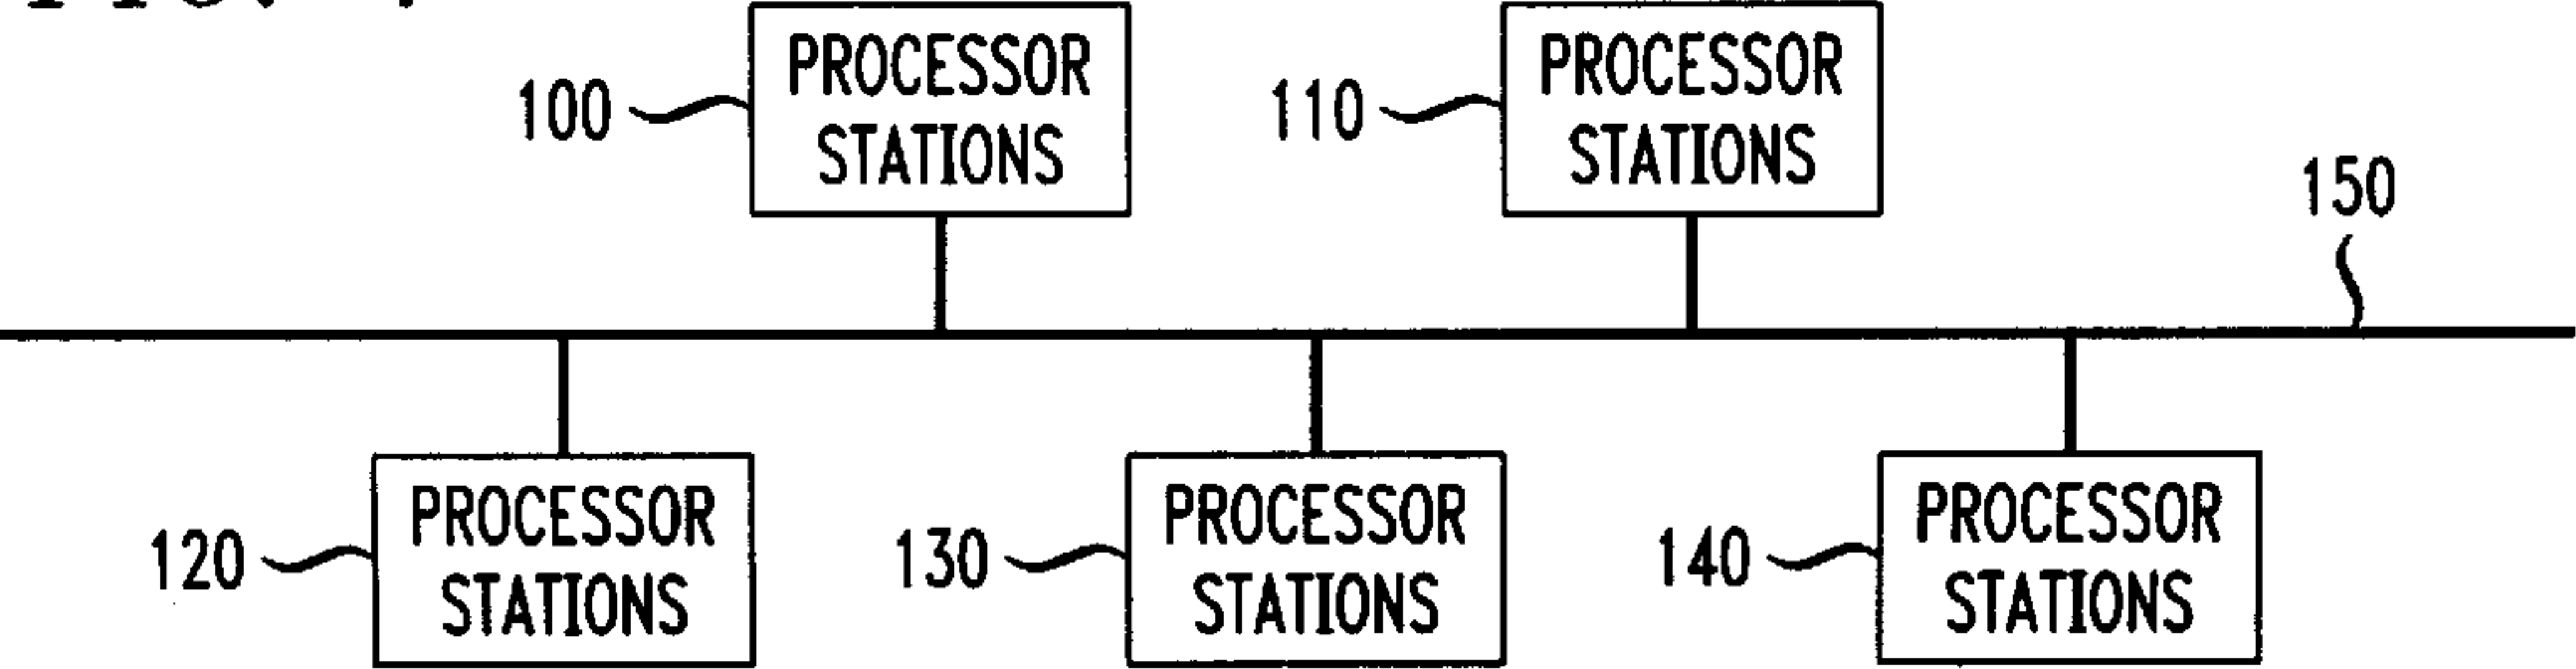 PROCESSOR
STATIONS
100
PROCESSOR
STATIONS
110
150
PROCESSOR
STATIONS
120
PROCESSOR
STATIONS
130
PROCESSOR
STATIONS
140